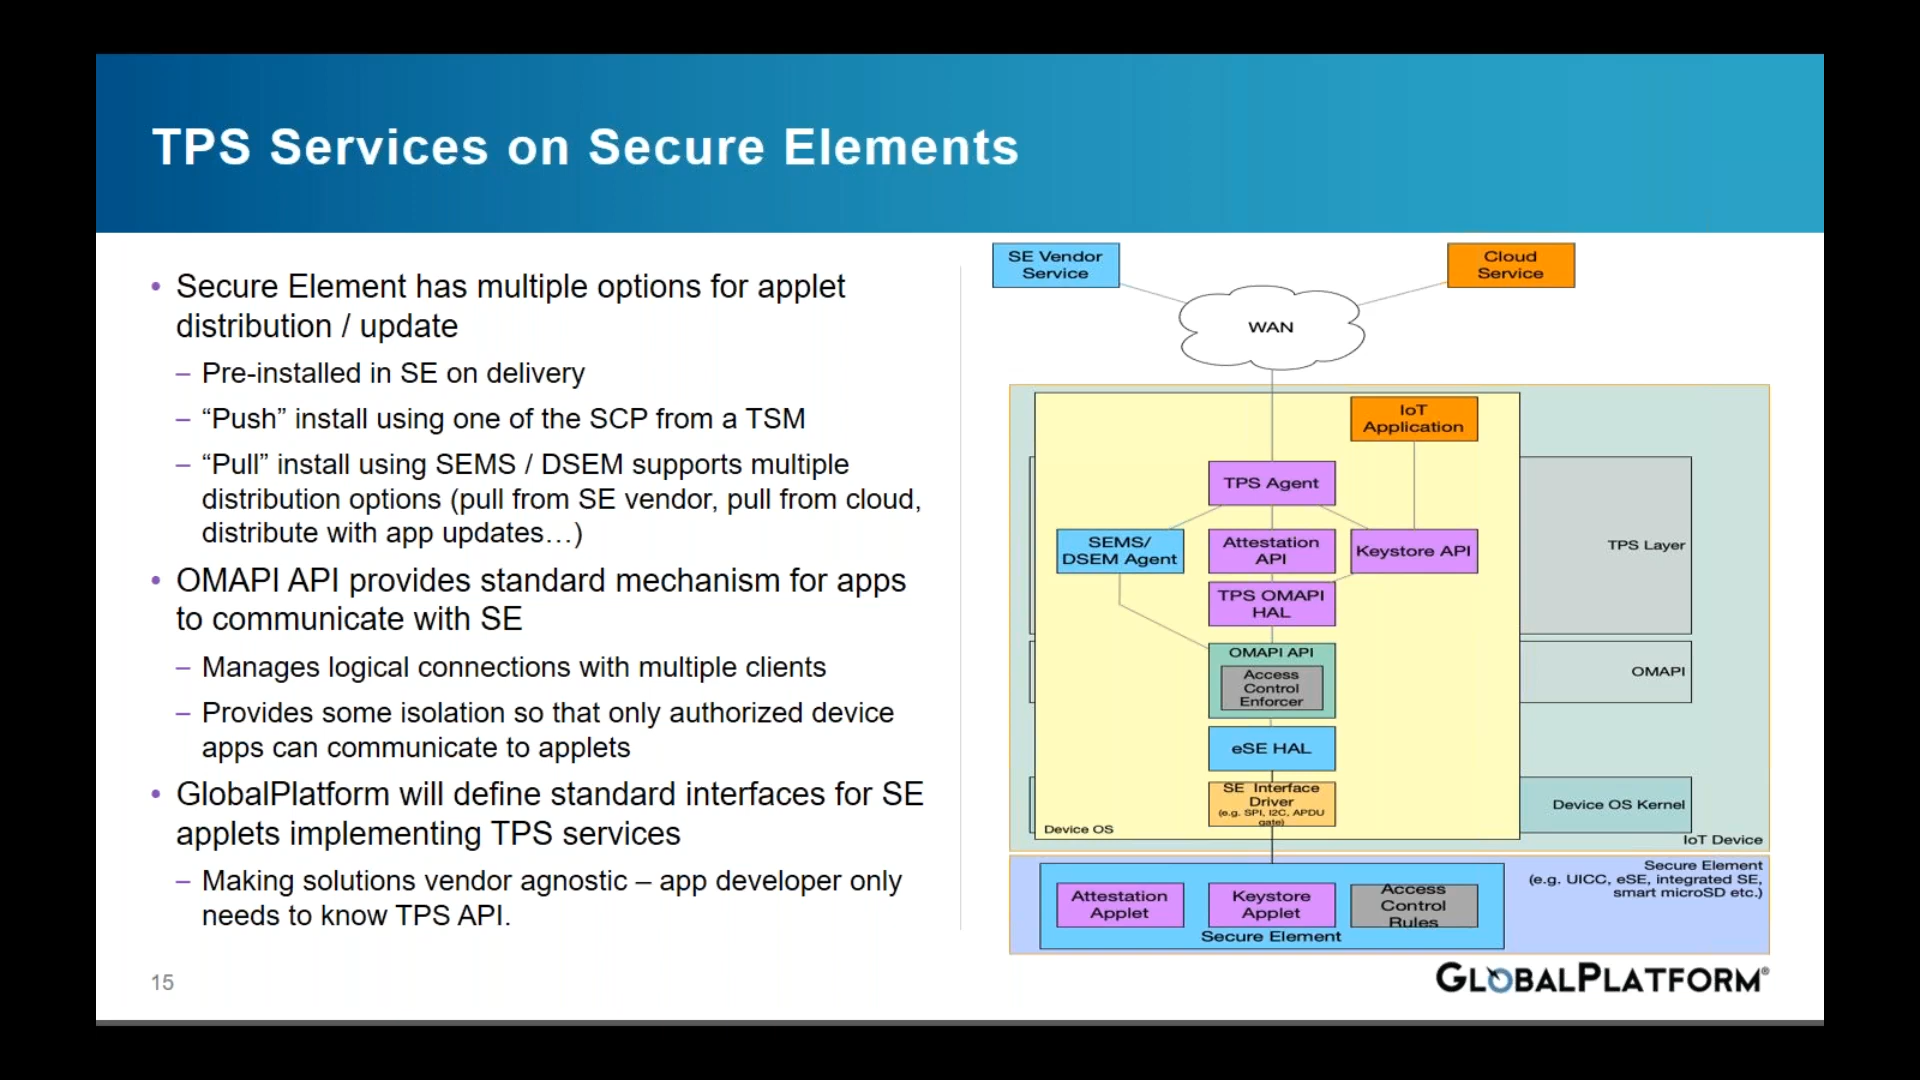 TPS Services on Secure Elements
• Secure Element has multiple options for applet
distribution / update
– Pre-installed in SE on delivery
– “Push” install using one of the SCP from a TSM
– “Pull” install using SEMS / DSEM supports multiple
distribution options (pull from SE vendor, pull from cloud,
distribute with app updates…)
• OMAPI API provides standard mechanism for apps
to communicate with SE
– Manages logical connections with multiple clients
– Provides some isolation so that only authorized device
apps can communicate to applets
• GlobalPlatform will define standard interfaces for SE
applets implementing TPS services
– Making solutions vendor agnostic – app developer only
needs to know TPS API.
15
SE Vendor
Service
Cloud
Service
WAN
IoT
Application
TPS Agent
SEMS/
DSEM Agent
Attestation
API
Keystore API
TPS Layer
TPS OMAPI
HAL
OMAPI API
Access
Control
Enforcer
OMAPI
eSE HAL
SE Interface
Driver
(e.g. SPI, I2C, APDU
gate)
Device OS Kernel
Device OS
IoT Device
Secure Element
(e.g. UICC, eSE, integrated SE,
smart microSD etc.)
Attestation
Applet
Keystore
Applet
Access
Control
Rules
Secure Element
GLOBALPLATFORM®